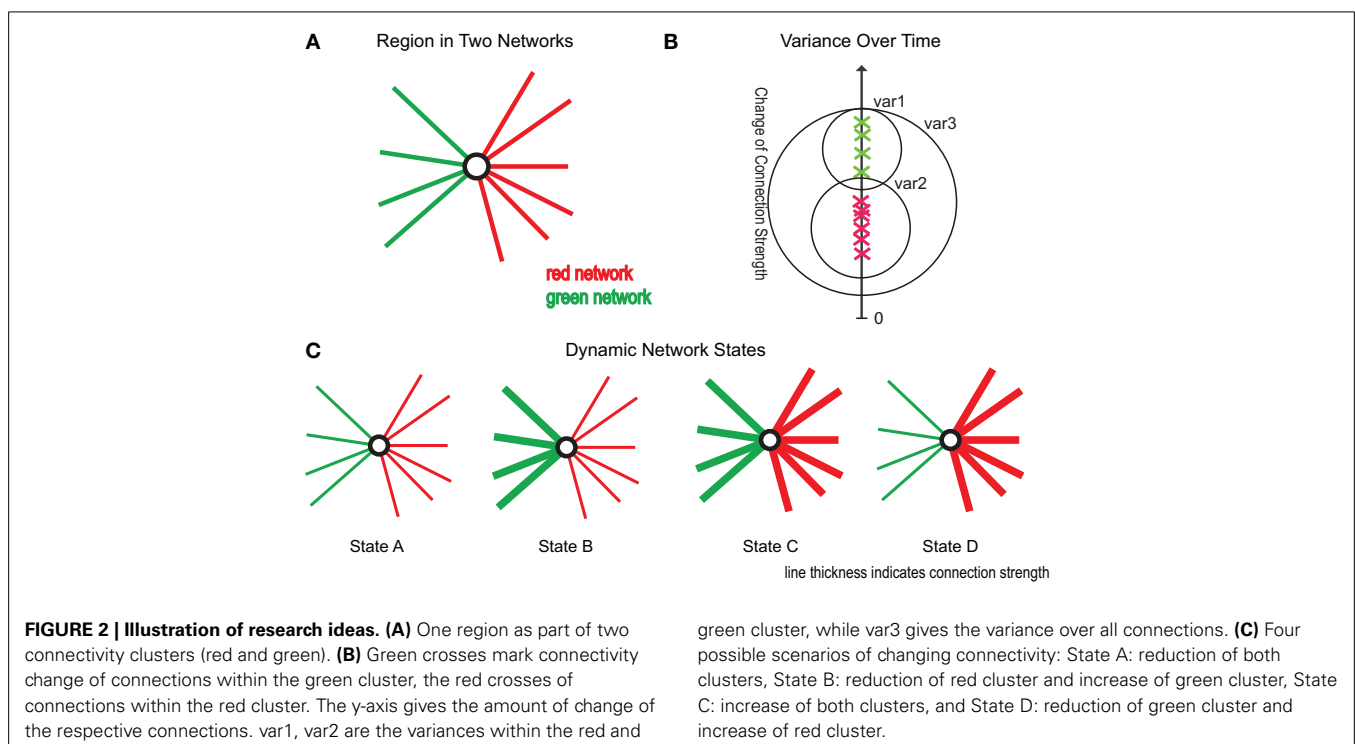 A Region in Two Networks
red network
green network
B Variance Over Time
Change of Connection Strength
var1
var3
var2
0
C Dynamic Network States
State A State B State C State D
line thickness indicates connection strength
FIGURE 2 | Illustration of research ideas. (A) One region as part of two
connectivity clusters (red and green). (B) Green crosses mark connectivity
change of connections within the green cluster, the red crosses of
connections within the red cluster. The y-axis gives the amount of change of
the respective connections. var1, var2 are the variances within the red and
green cluster, while var3 gives the variance over all connections. (C) Four
possible scenarios of changing connectivity: State A: reduction of both
clusters, State B: reduction of red cluster and increase of green cluster, State
C: increase of both clusters, and State D: reduction of green cluster and
increase of red cluster.